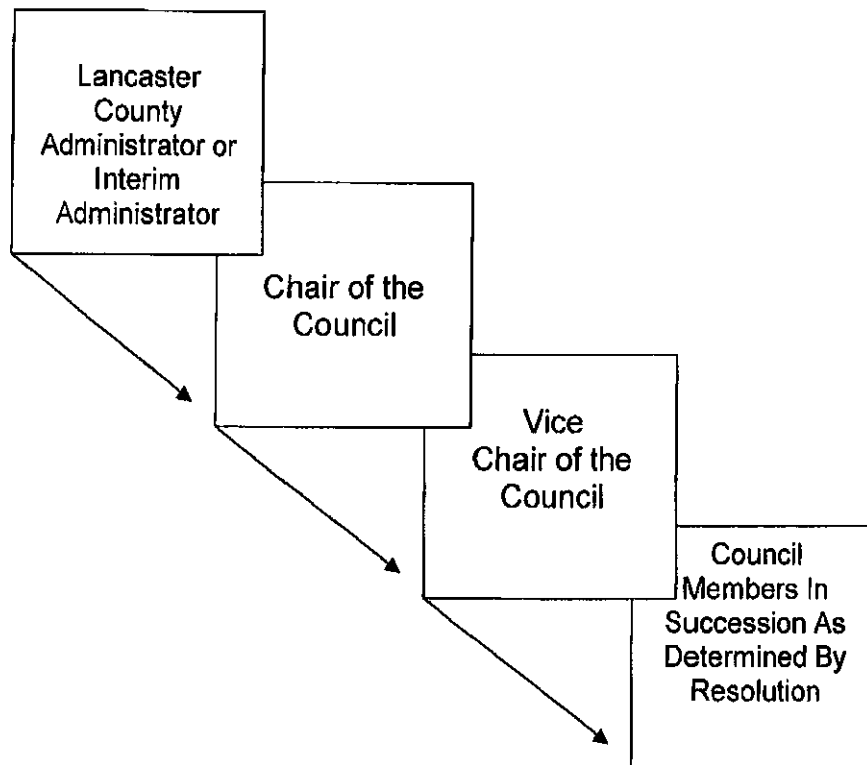 Lancaster
County
Administrator or
Interim
Administrator
Chair of the
Council
Vice
Chair of the
Council
Council
Members In
Succession As
Determined By
Resolution